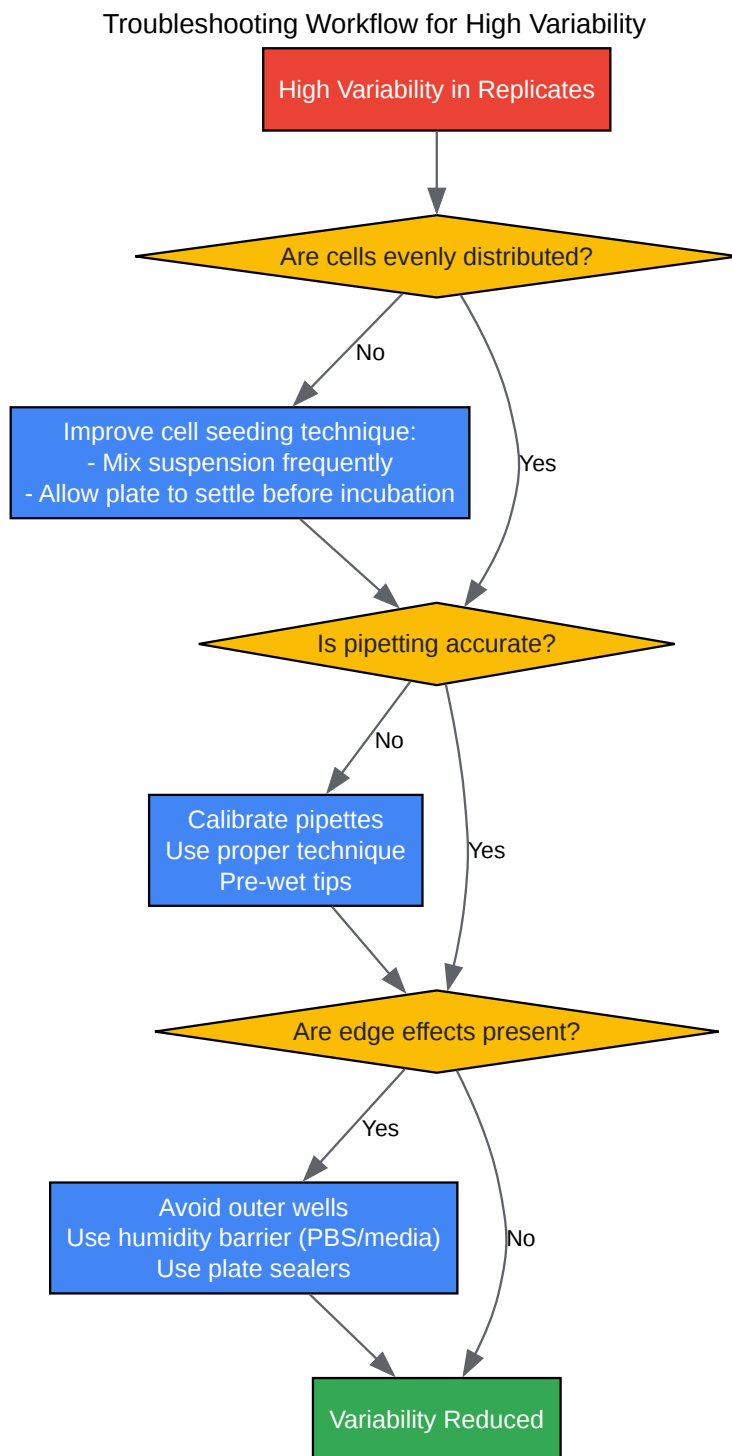 Troubleshooting Workflow for High Variability
High Variability in Replicates
Are cells evenly distributed?
No
Improve cell seeding technique:
- Mix suspension frequently
- Allow plate to settle before incubation
Yes
Is pipetting accurate?
No
Calibrate pipettes
Use proper technique
Pre-wet tips
Yes
Are edge effects present?
Yes
Avoid outer wells
Use humidity barrier (PBS/media)
Use plate sealers
No
Variability Reduced